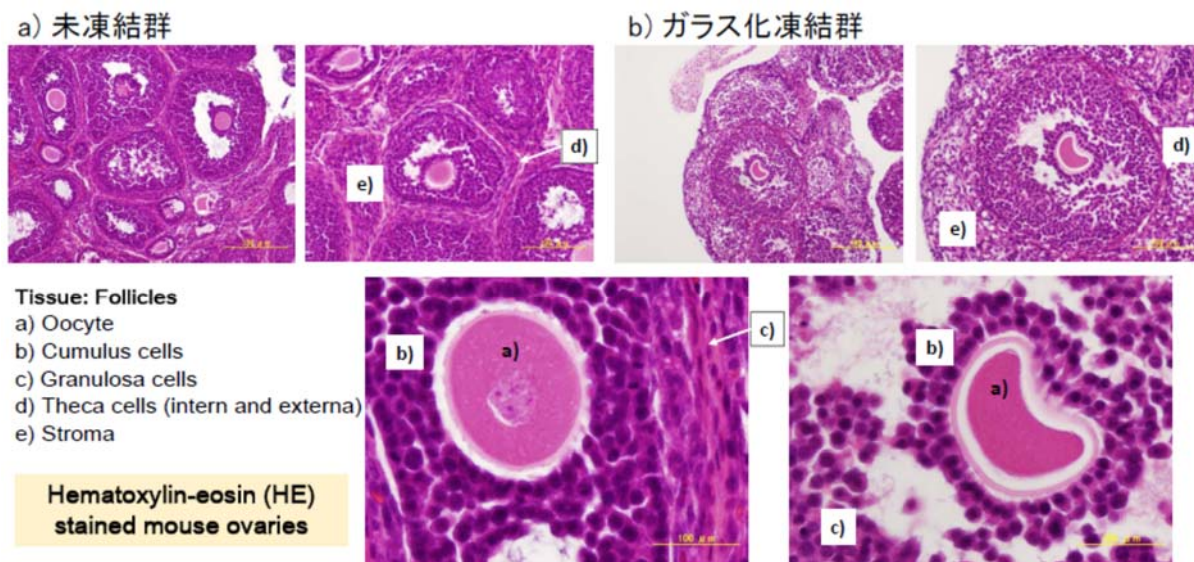 a) 未凍結群
b) ガラス化凍結群
d)
e)
d)
e)
Tissue: Follicles
a) Oocyte
b) Cumulus cells
c) Granulosa cells
d) Theca cells (intern and externa)
e) Stroma
Hematoxylin-eosin (HE)
stained mouse ovaries
b)
a)
c)
100 μm
b)
a)
c)